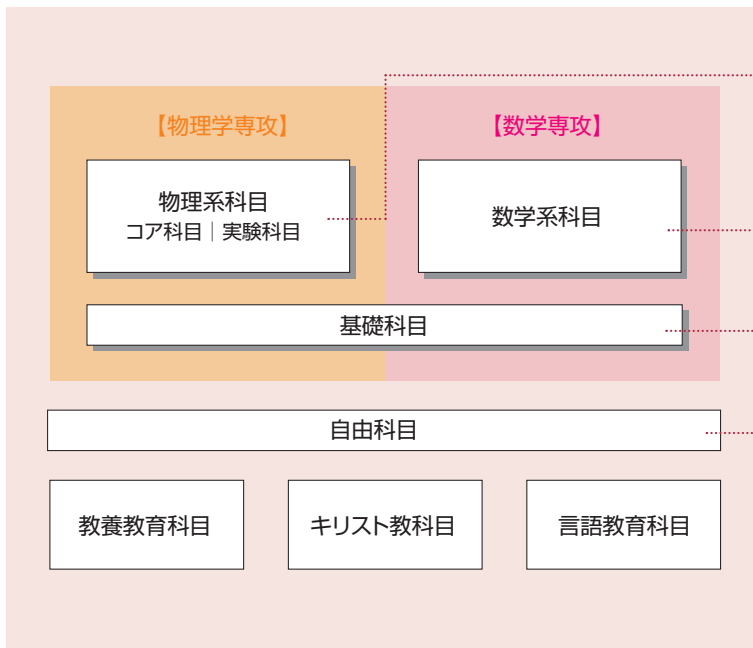 【物理学専攻】
【数学専攻】
物理系科目
コア科目｜実験科目
数学系科目
基礎科目
自由科目
教養教育科目
キリスト教科目
言語教育科目